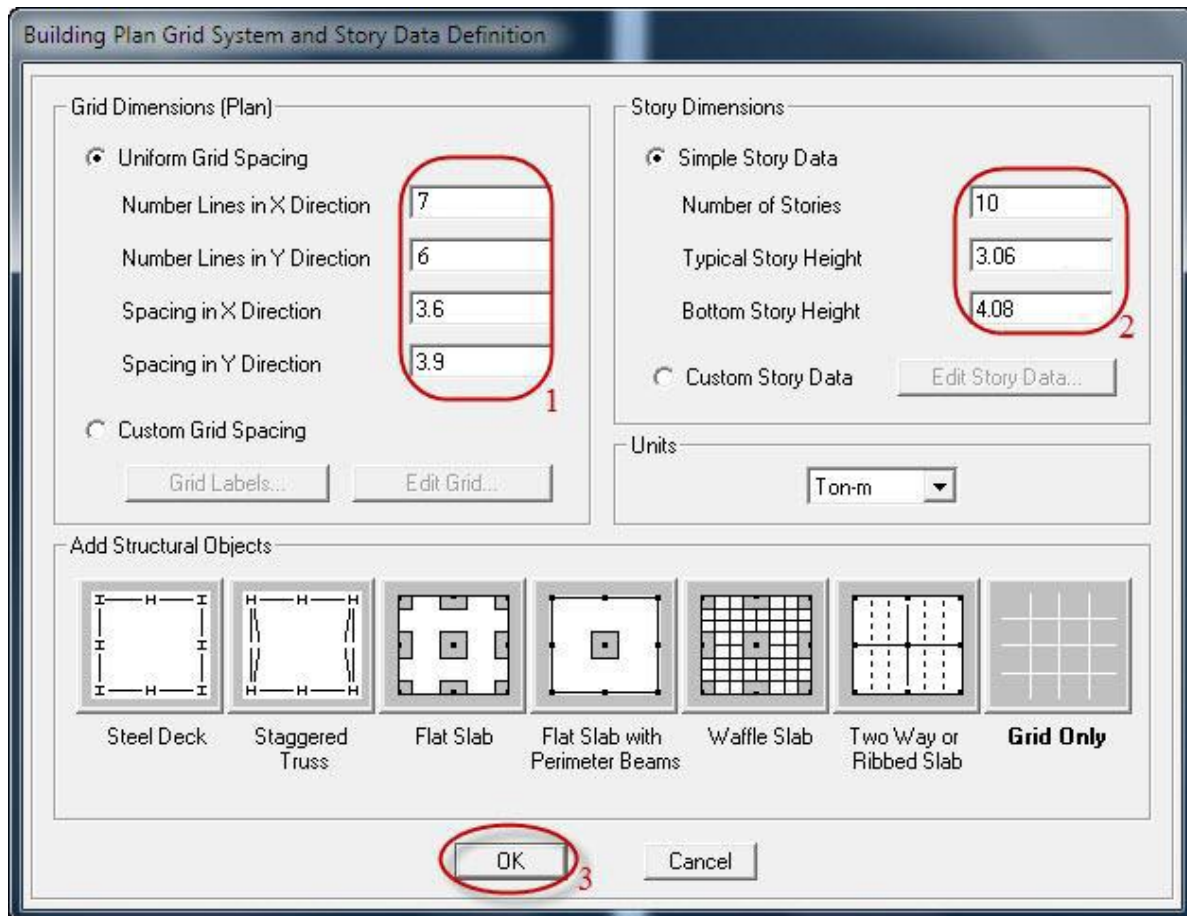 Building Plan Grid System and Story Data Definition
Grid Dimensions (Plan)
Uniform Grid Spacing
Number Lines in X Direction
7
Number Lines in Y Direction
6
Spacing in X Direction
3.6
Spacing in Y Direction
3.9
1
Custom Grid Spacing
Grid Labels...
Edit Grid...
Story Dimensions
Simple Story Data
Number of Stories
10
Typical Story Height
3.06
Bottom Story Height
4.08
2
Custom Story Data
Edit Story Data...
Units
Ton-m
Add Structural Objects
Steel Deck
Staggered
Truss
Flat Slab
Flat Slab with
Perimeter Beams
Waffle Slab
Two Way or
Ribbed Slab
Grid Only
OK
3
Cancel